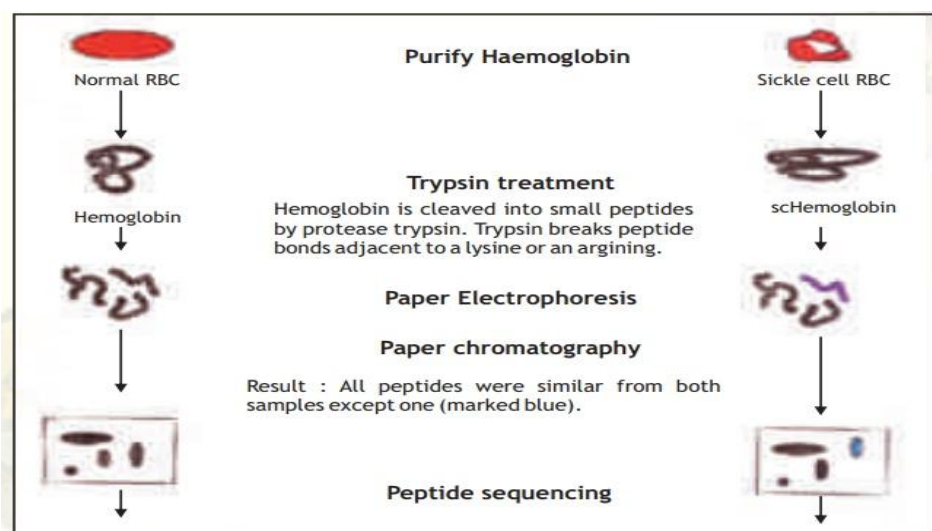 Purify Haemoglobin
Normal RBC
Sickle cell RBC
Trypsin treatment
Hemoglobin
scHemoglobin
Hemoglobin is cleaved into small peptides
by protease trypsin. Trypsin breaks peptide
bonds adjacent to a lysine or an argining.
Paper Electrophoresis
Paper chromatography
Result : All peptides were similar from both
samples except one (marked blue).
Peptide sequencing